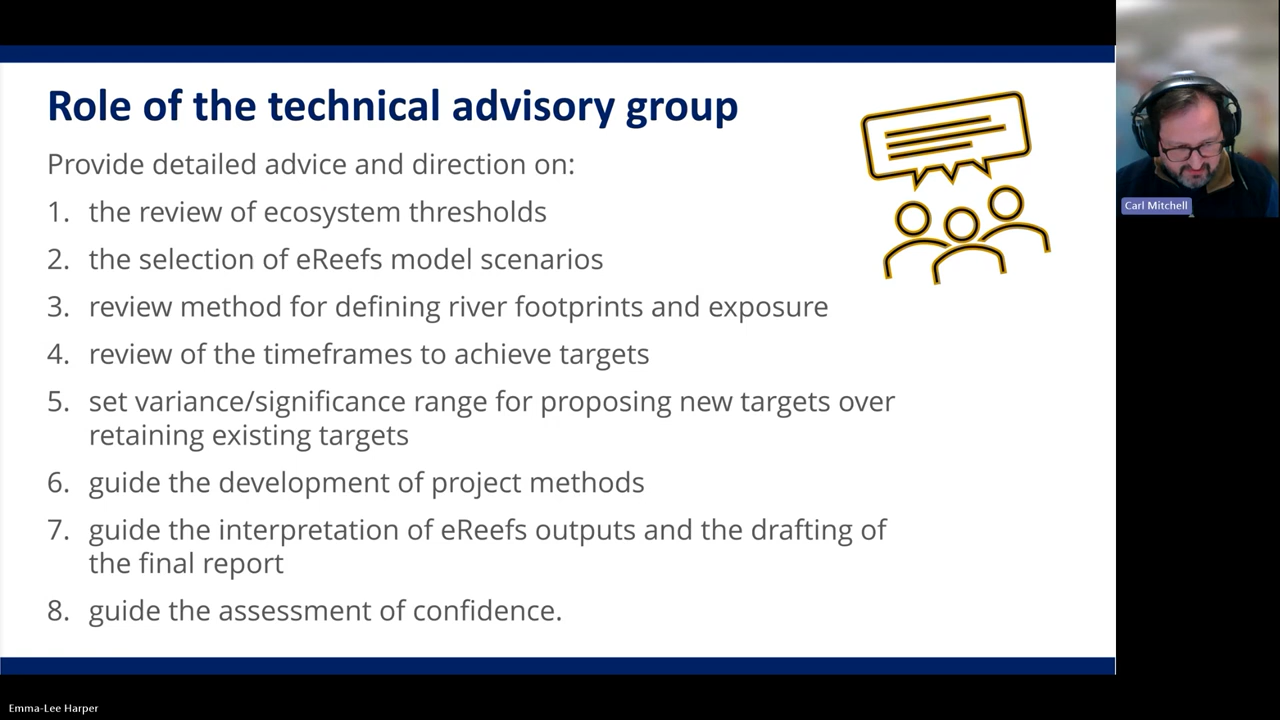 Role of the technical advisory group
Provide detailed advice and direction on:
1. the review of ecosystem thresholds
2. the selection of eReefs model scenarios
3. review method for defining river footprints and exposure
4. review of the timeframes to achieve targets
5. set variance/significance range for proposing new targets over
retaining existing targets
6. guide the development of project methods
7. guide the interpretation of eReefs outputs and the drafting of
the final report
8. guide the assessment of confidence.
Carl Mitchell
Emma-Lee Harper